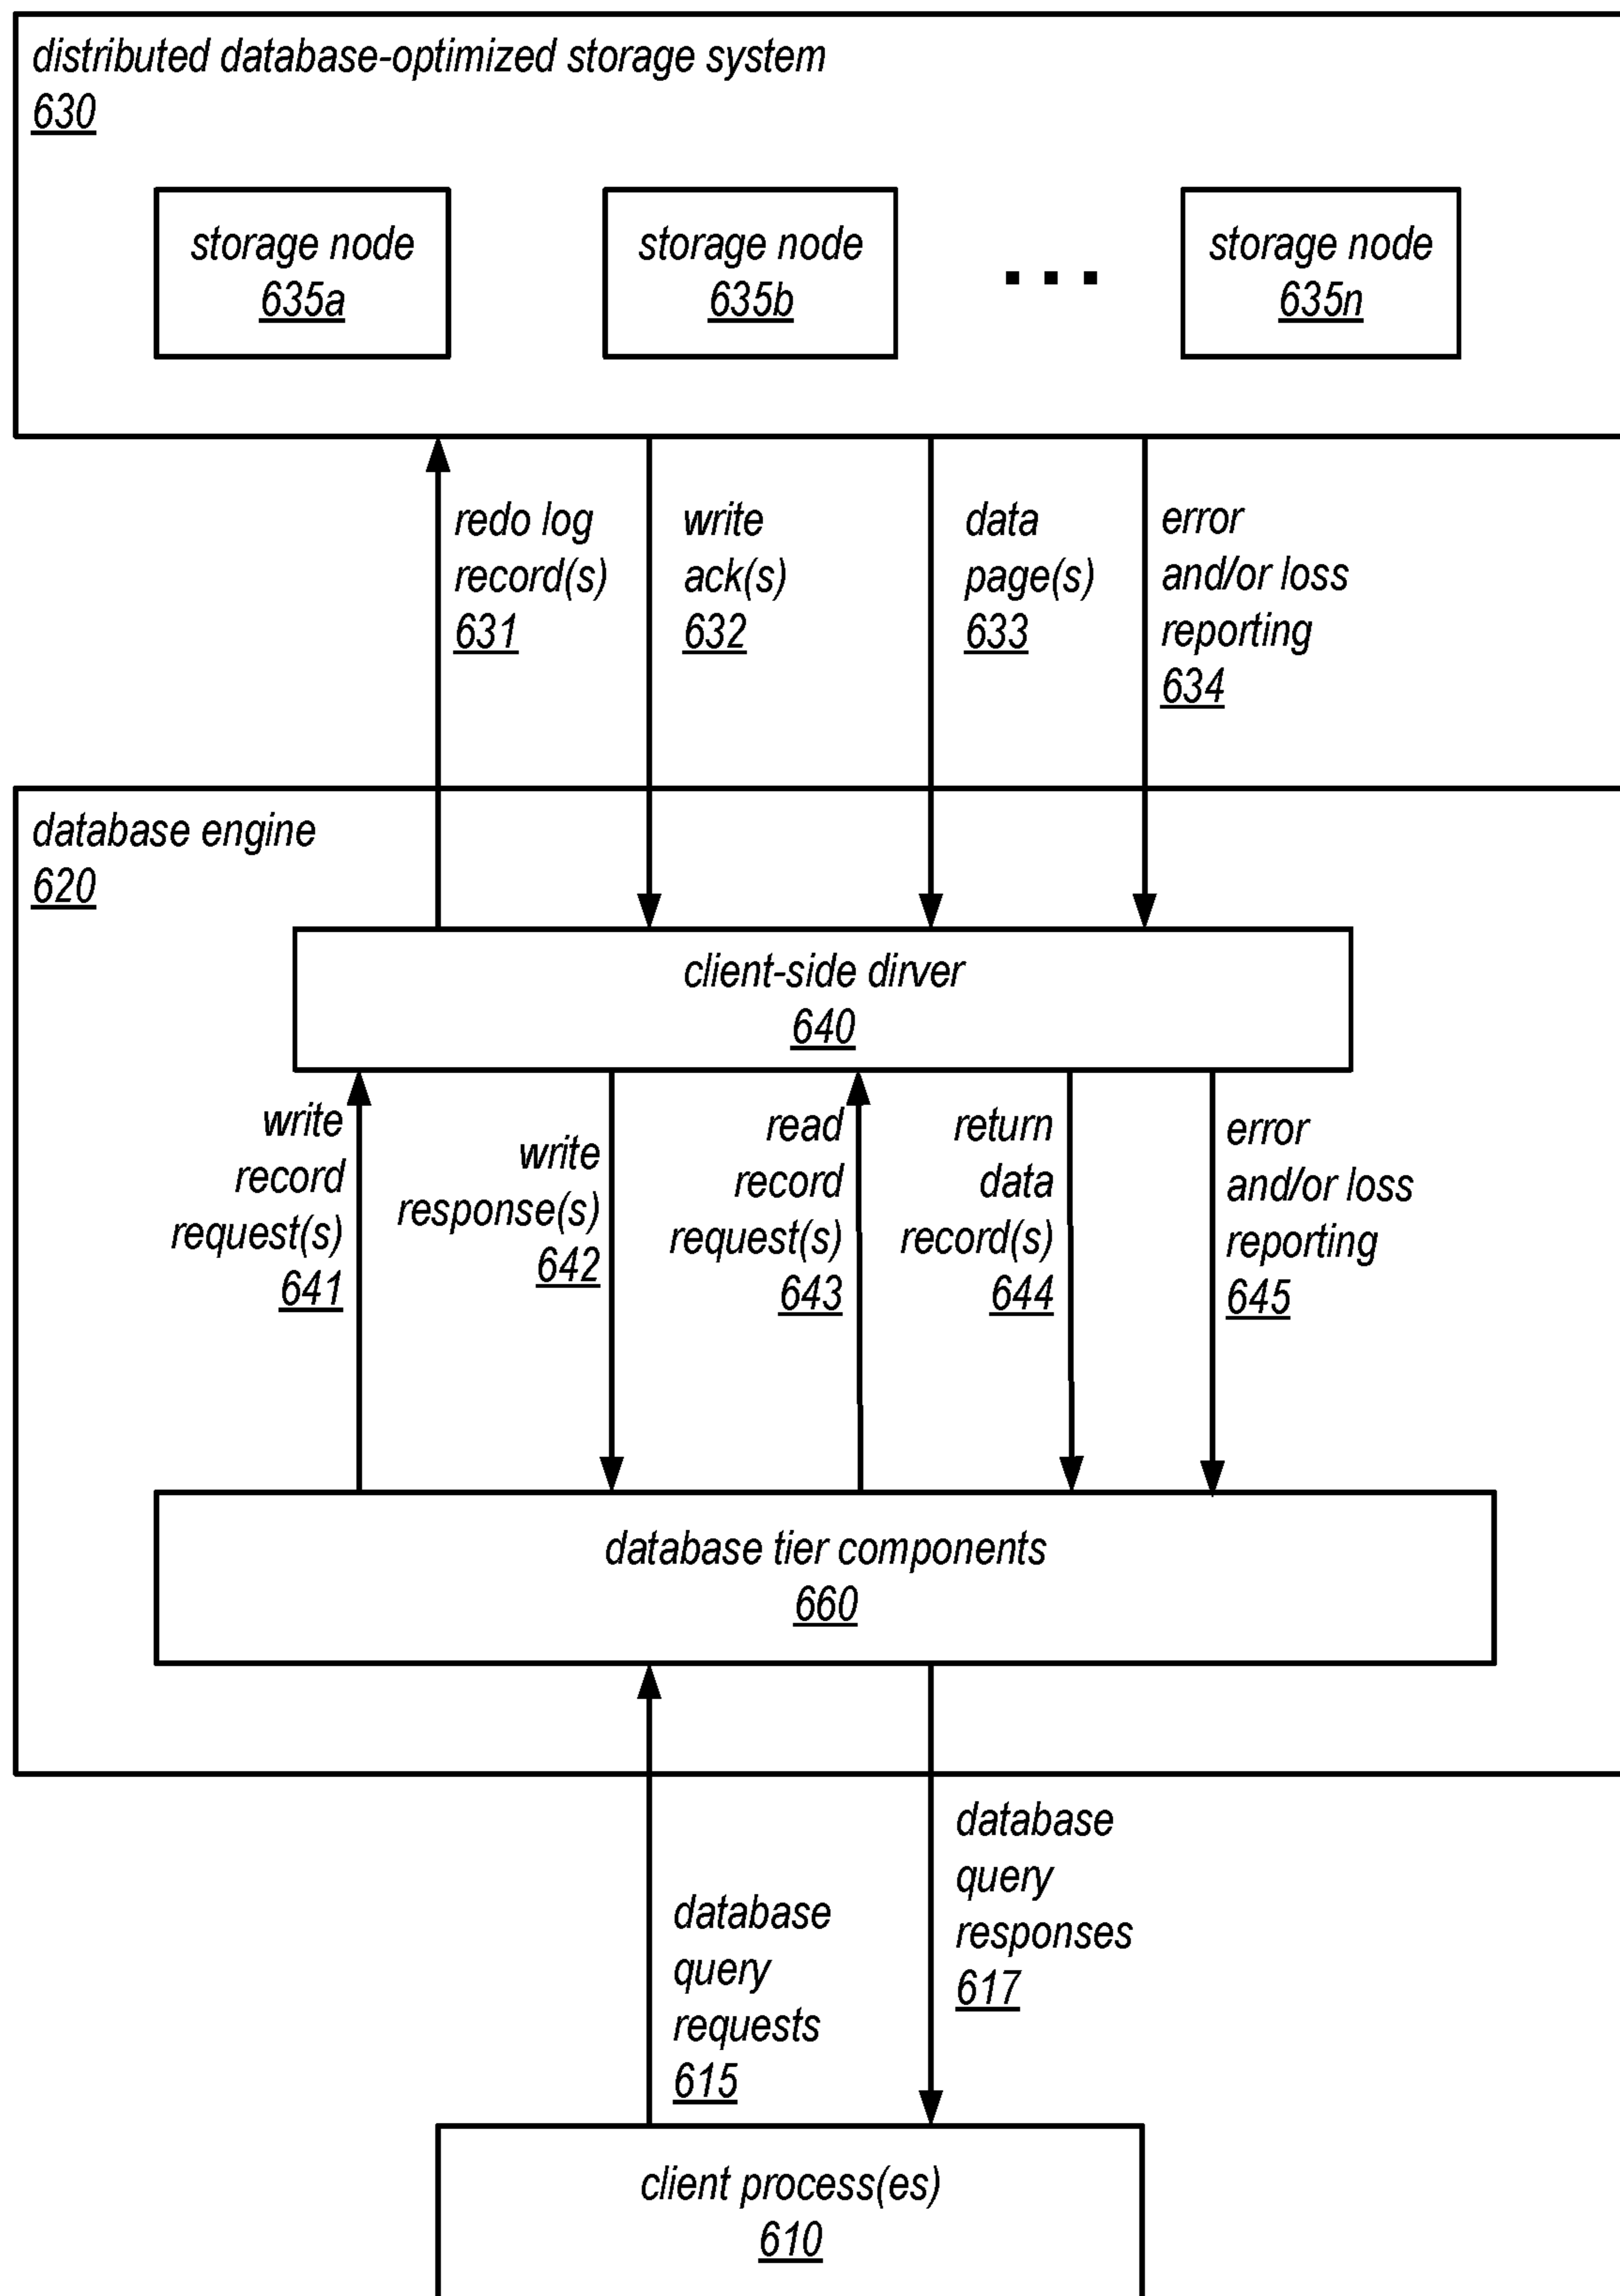 distributed database-optimized storage system
630
storage node
635a
storage node
635b
storage node
635n
redo log
record(s)
631
write
ack(s)
632
data
page(s)
633
error
and/or loss
reporting
634
database engine
620
client-side dirver
640
write
record
request(s)
641
write
response(s)
642
read
record
request(s)
643
return
data
record(s)
644
error
and/or loss
reporting
645
database tier components
660
database
query
requests
615
database
query
responses
617
client process(es)
610